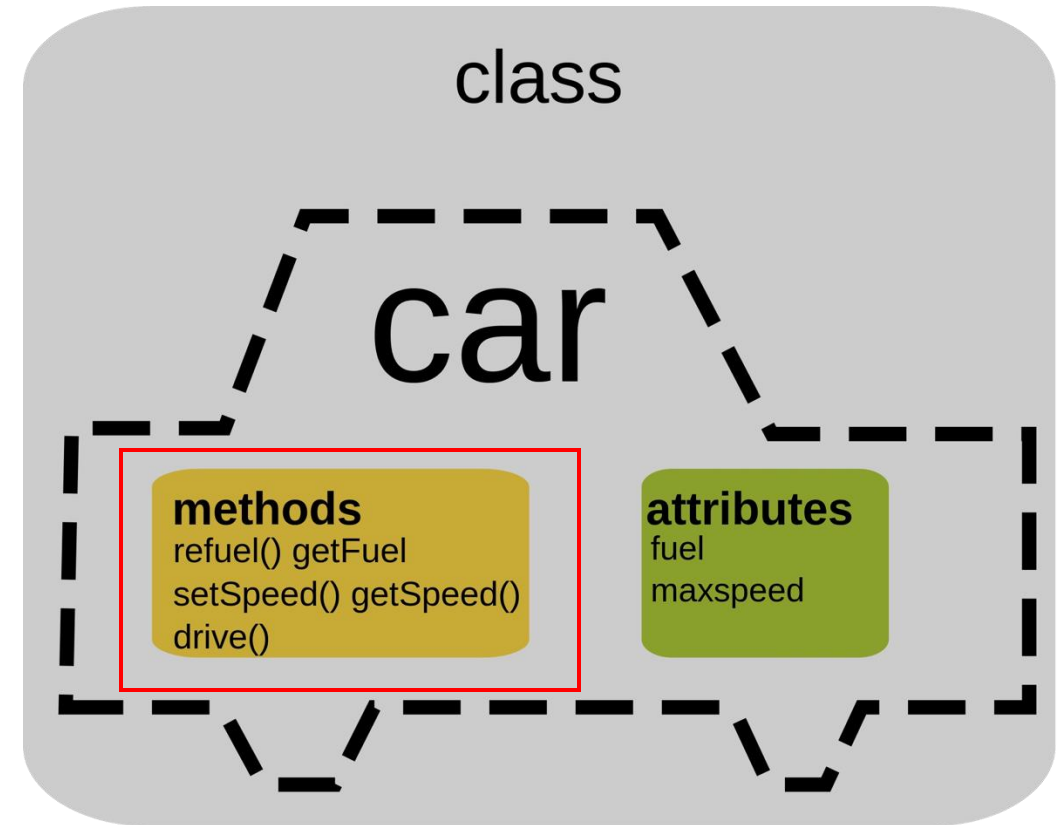 class
car
methods
refuel() getFuel
setSpeed() getSpeed()
drive()
attributes
fuel
maxspeed